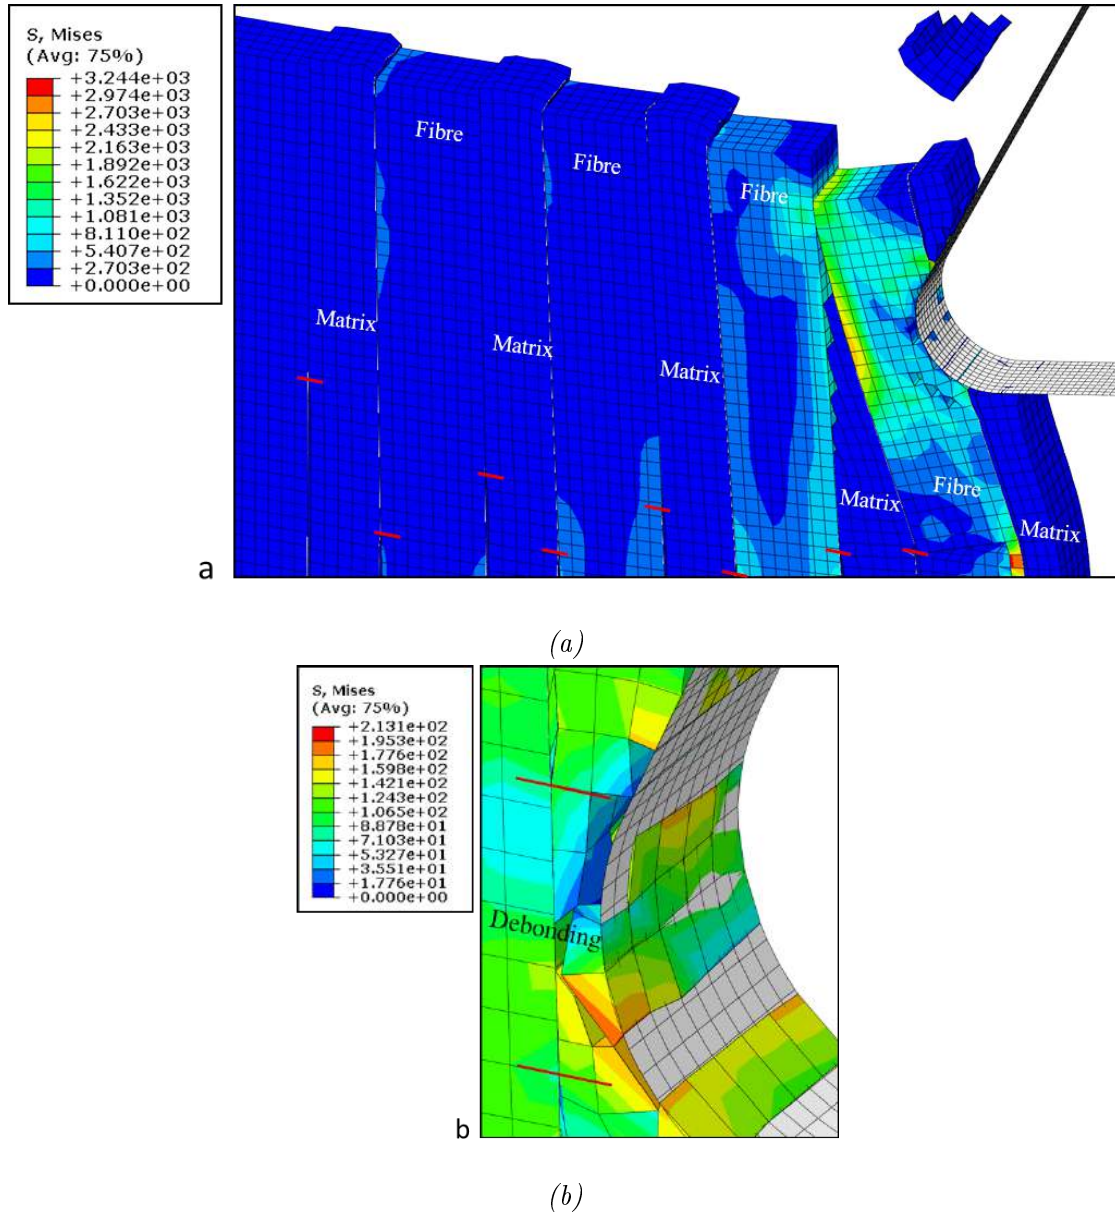 S, Mises
(Avg: 75%)
+3.244e+03
+2.974e+03
+2.703e+03
+2.433e+03
+2.163e+03
+1.892e+03
+1.622e+03
+1.352e+03
+1.081e+03
+8.110e+02
+5.407e+02
+2.703e+02
+0.000e+00
Fibre
Fibre
Fibre
Matrix
Matrix
Matrix
Matrix
Fibre
Matrix
a
(a)
S, Mises
(Avg: 75%)
+2.131e+02
+1.953e+02
+1.776e+02
+1.598e+02
+1.421e+02
+1.243e+02
+1.065e+02
+8.878e+01
+7.103e+01
+5.327e+01
+3.551e+01
+1.776e+01
+0.000e+00
Debonding
b
(b)